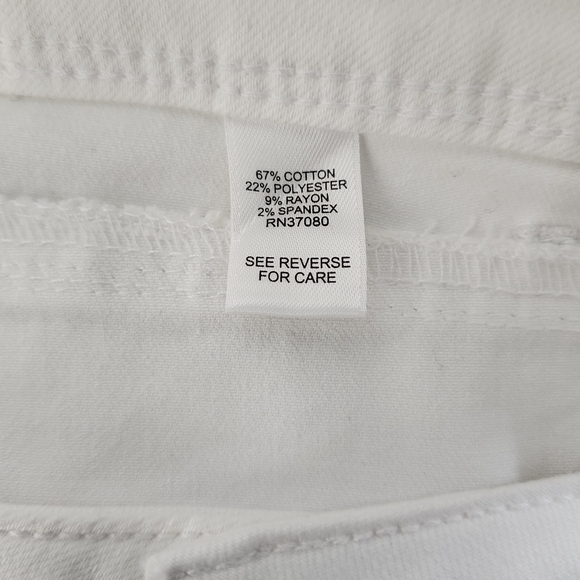 67% COTTON
22% POLYESTER
9% RAYON
2% SPANDEX
RN37080
SEE REVERSE
FOR CARE